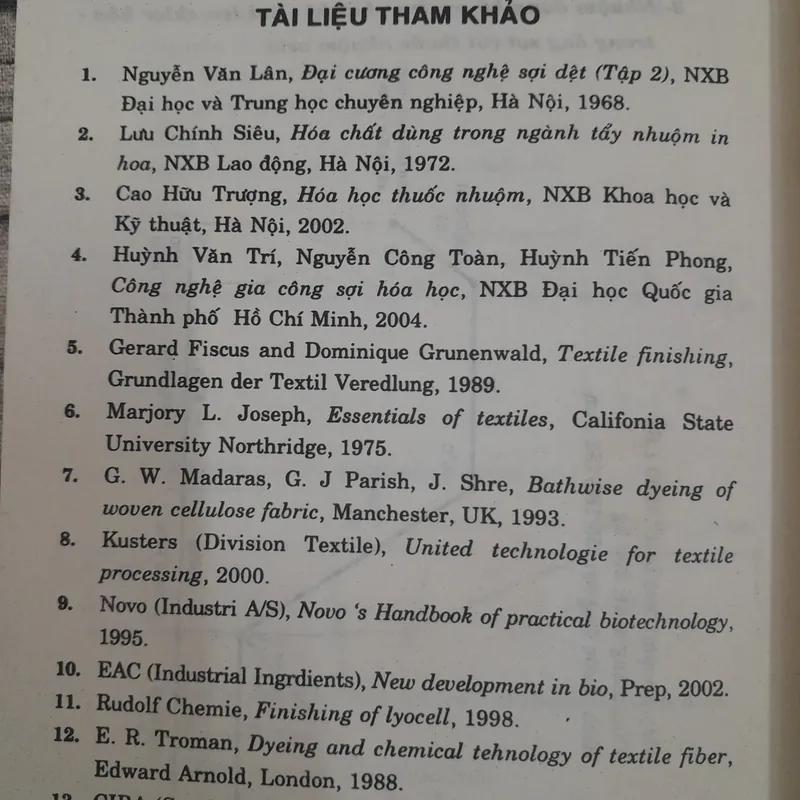 TÀI LIỆU THAM KHẢO
1. Nguyễn Văn Lân, Đại cương công nghệ sợi dệt (Tập 2), NXB
Đại học và Trung học chuyên nghiệp, Hà Nội, 1968.
2. Lưu Chính Siêu, Hóa chất dùng trong ngành tẩy nhuộm in
hoa, NXB Lao động, Hà Nội, 1972.
3. Cao Hữu Trượng, Hóa học thuốc nhuộm, NXB Khoa học và
Kỹ thuật, Hà Nội, 2002.
4. Huỳnh Văn Trí, Nguyễn Công Toàn, Huỳnh Tiến Phong,
Công nghệ gia công sợi hóa học, NXB Đại học Quốc gia
Thành phố Hồ Chí Minh, 2004.
5. Gerard Fiscus and Dominique Grunenwald, Textile finishing,
Grundlagen der Textil Veredlung, 1989.
6. Marjory L. Joseph, Essentials of textiles, Califonia State
University Northridge, 1975.
7. G. W. Madaras, G. J Parish, J. Shre, Bathwise dyeing of
woven cellulose fabric, Manchester, UK, 1993.
8. Kusters (Division Textile), United technologie for textile
processing, 2000.
9. Novo (Industri A/S), Novo 's Handbook of practical biotechnology,
1995.
10. EAC (Industrial Ingrdients), New development in bio, Prep, 2002.
11. Rudolf Chemie, Finishing of lyocell, 1998.
12. E. R. Troman, Dyeing and chemical tehnology of textile fiber,
Edward Arnold, London, 1988.